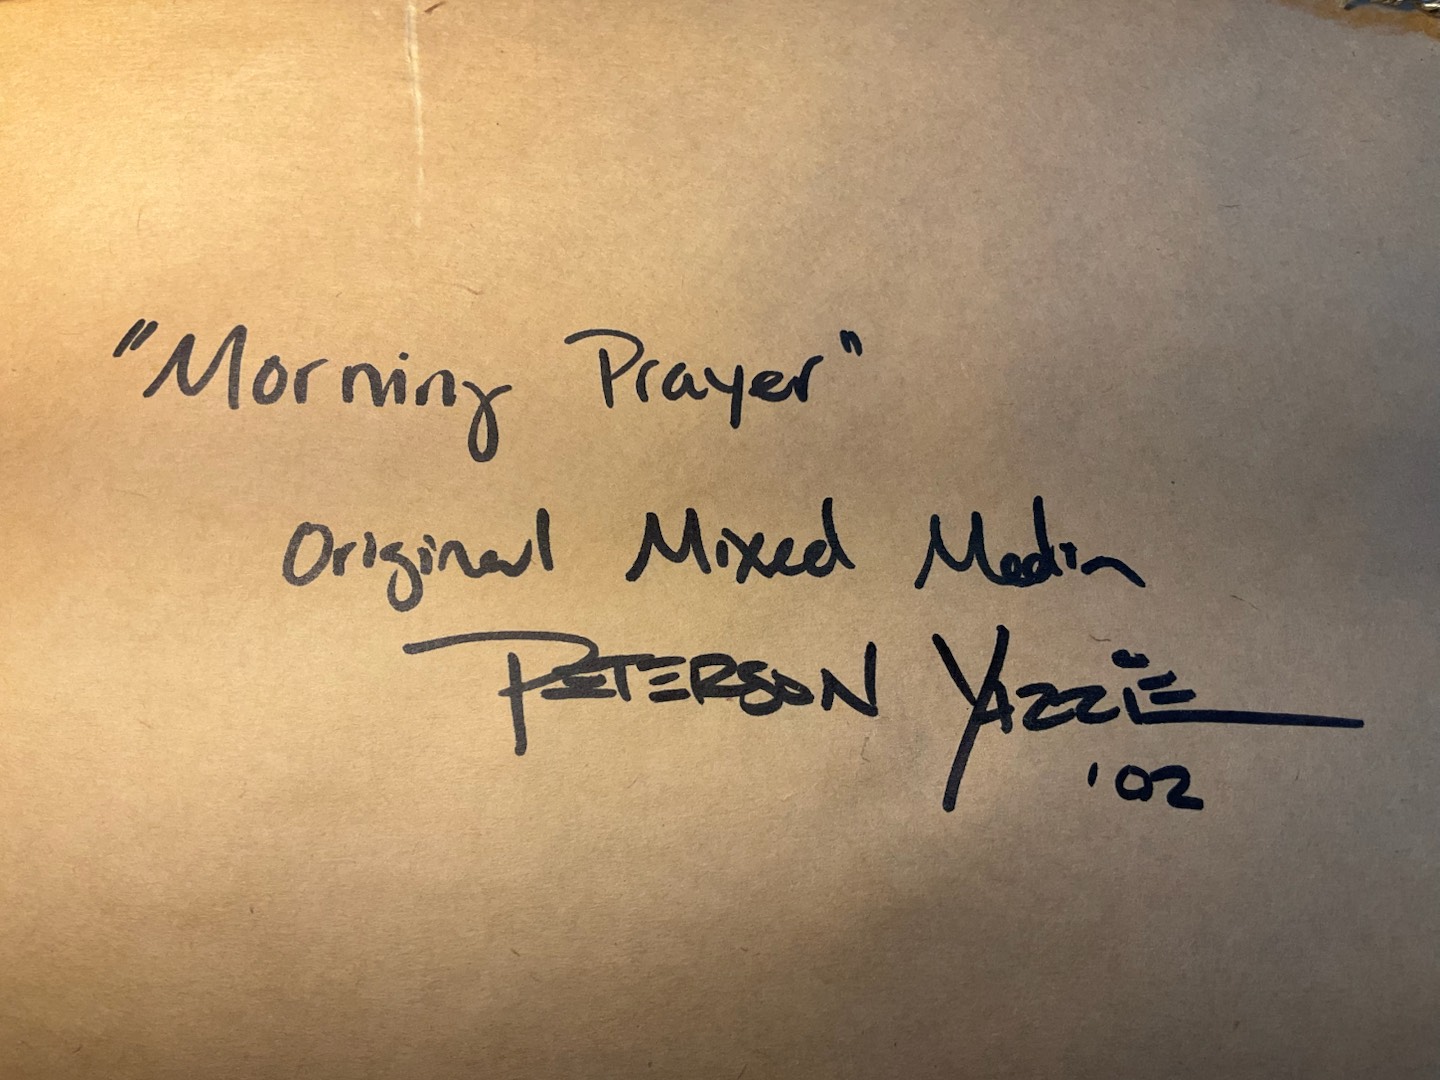 "Morning Prayer"
Original Mixed Media
PETERSON YAZZIE
'02